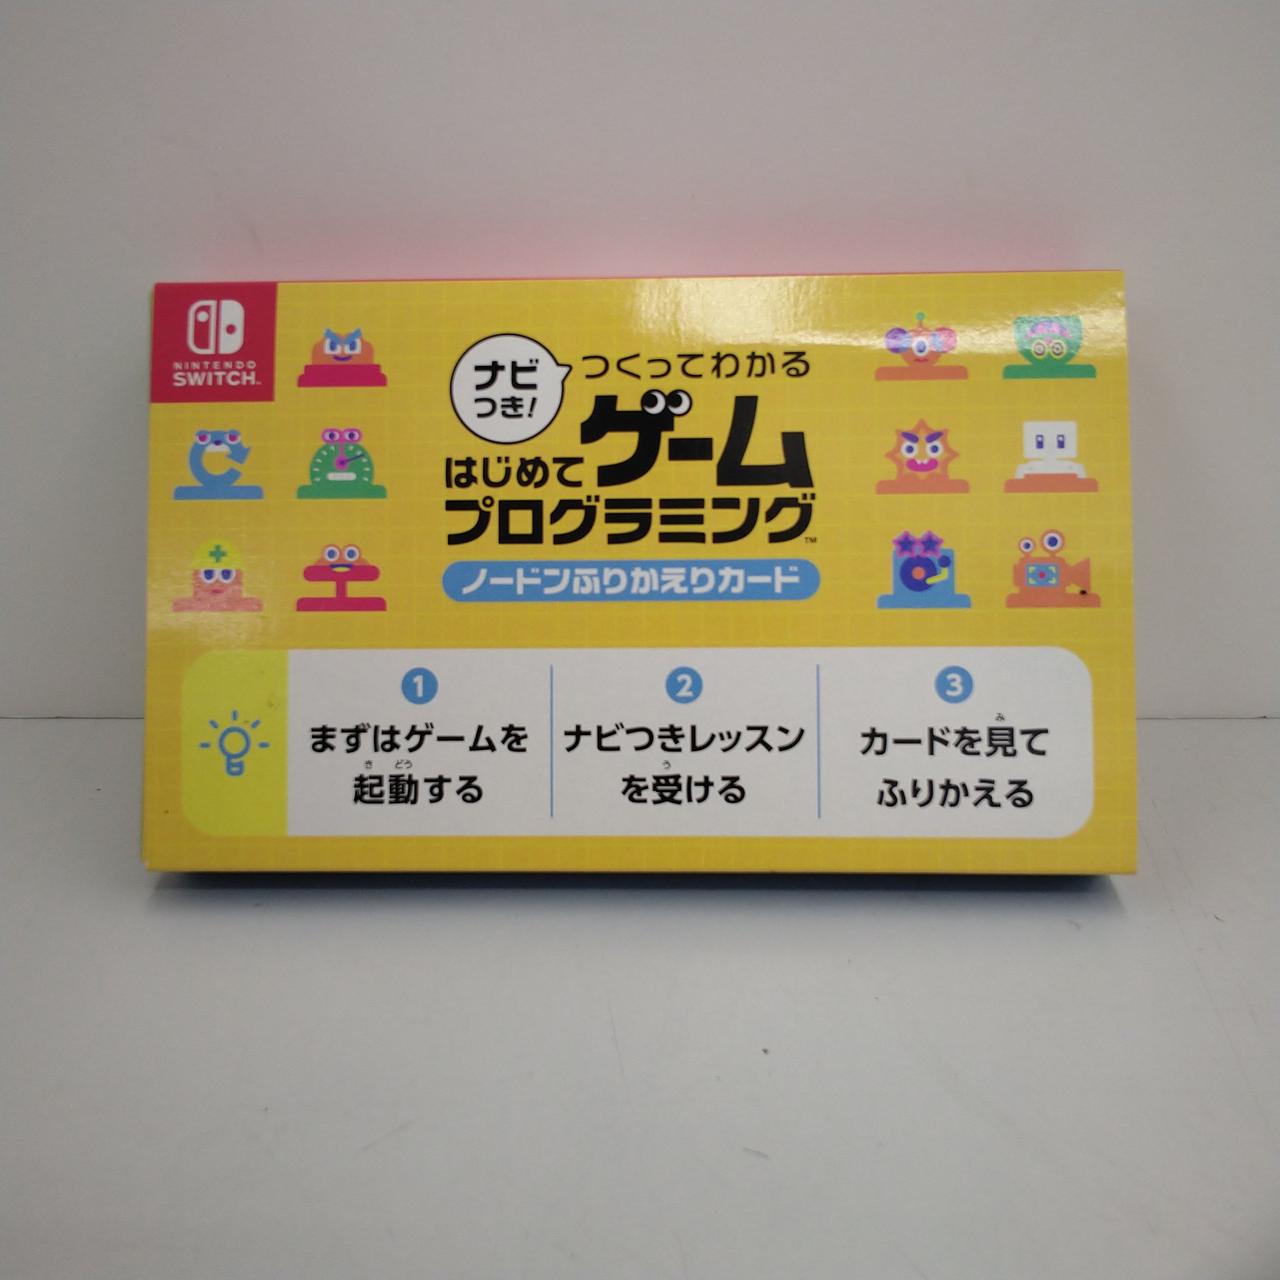 NINTENDO
SWITCH™
ナビ
つき!
つくってわかる
はじめてゲーム
プログラミング™
ノードンふりかえりカード
1
まずはゲームを
きどう
起動する
2
ナビつきレッスン
う
を受ける
3
み
カードを見て
ふりかえる